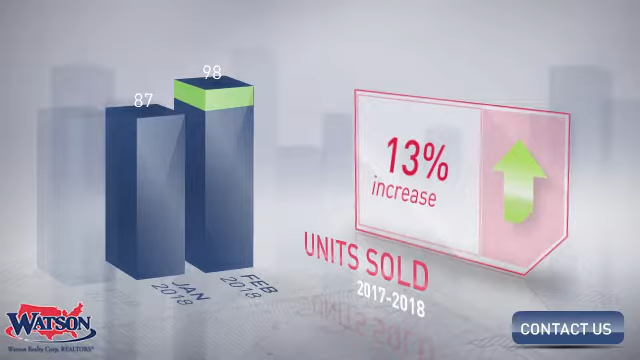 98
87
13%
increase
UNITS SOLD
2017-2018
JAN
2018
FEB
2018
WATSON
Watson Realty Corp, REALTORS®
CONTACT US